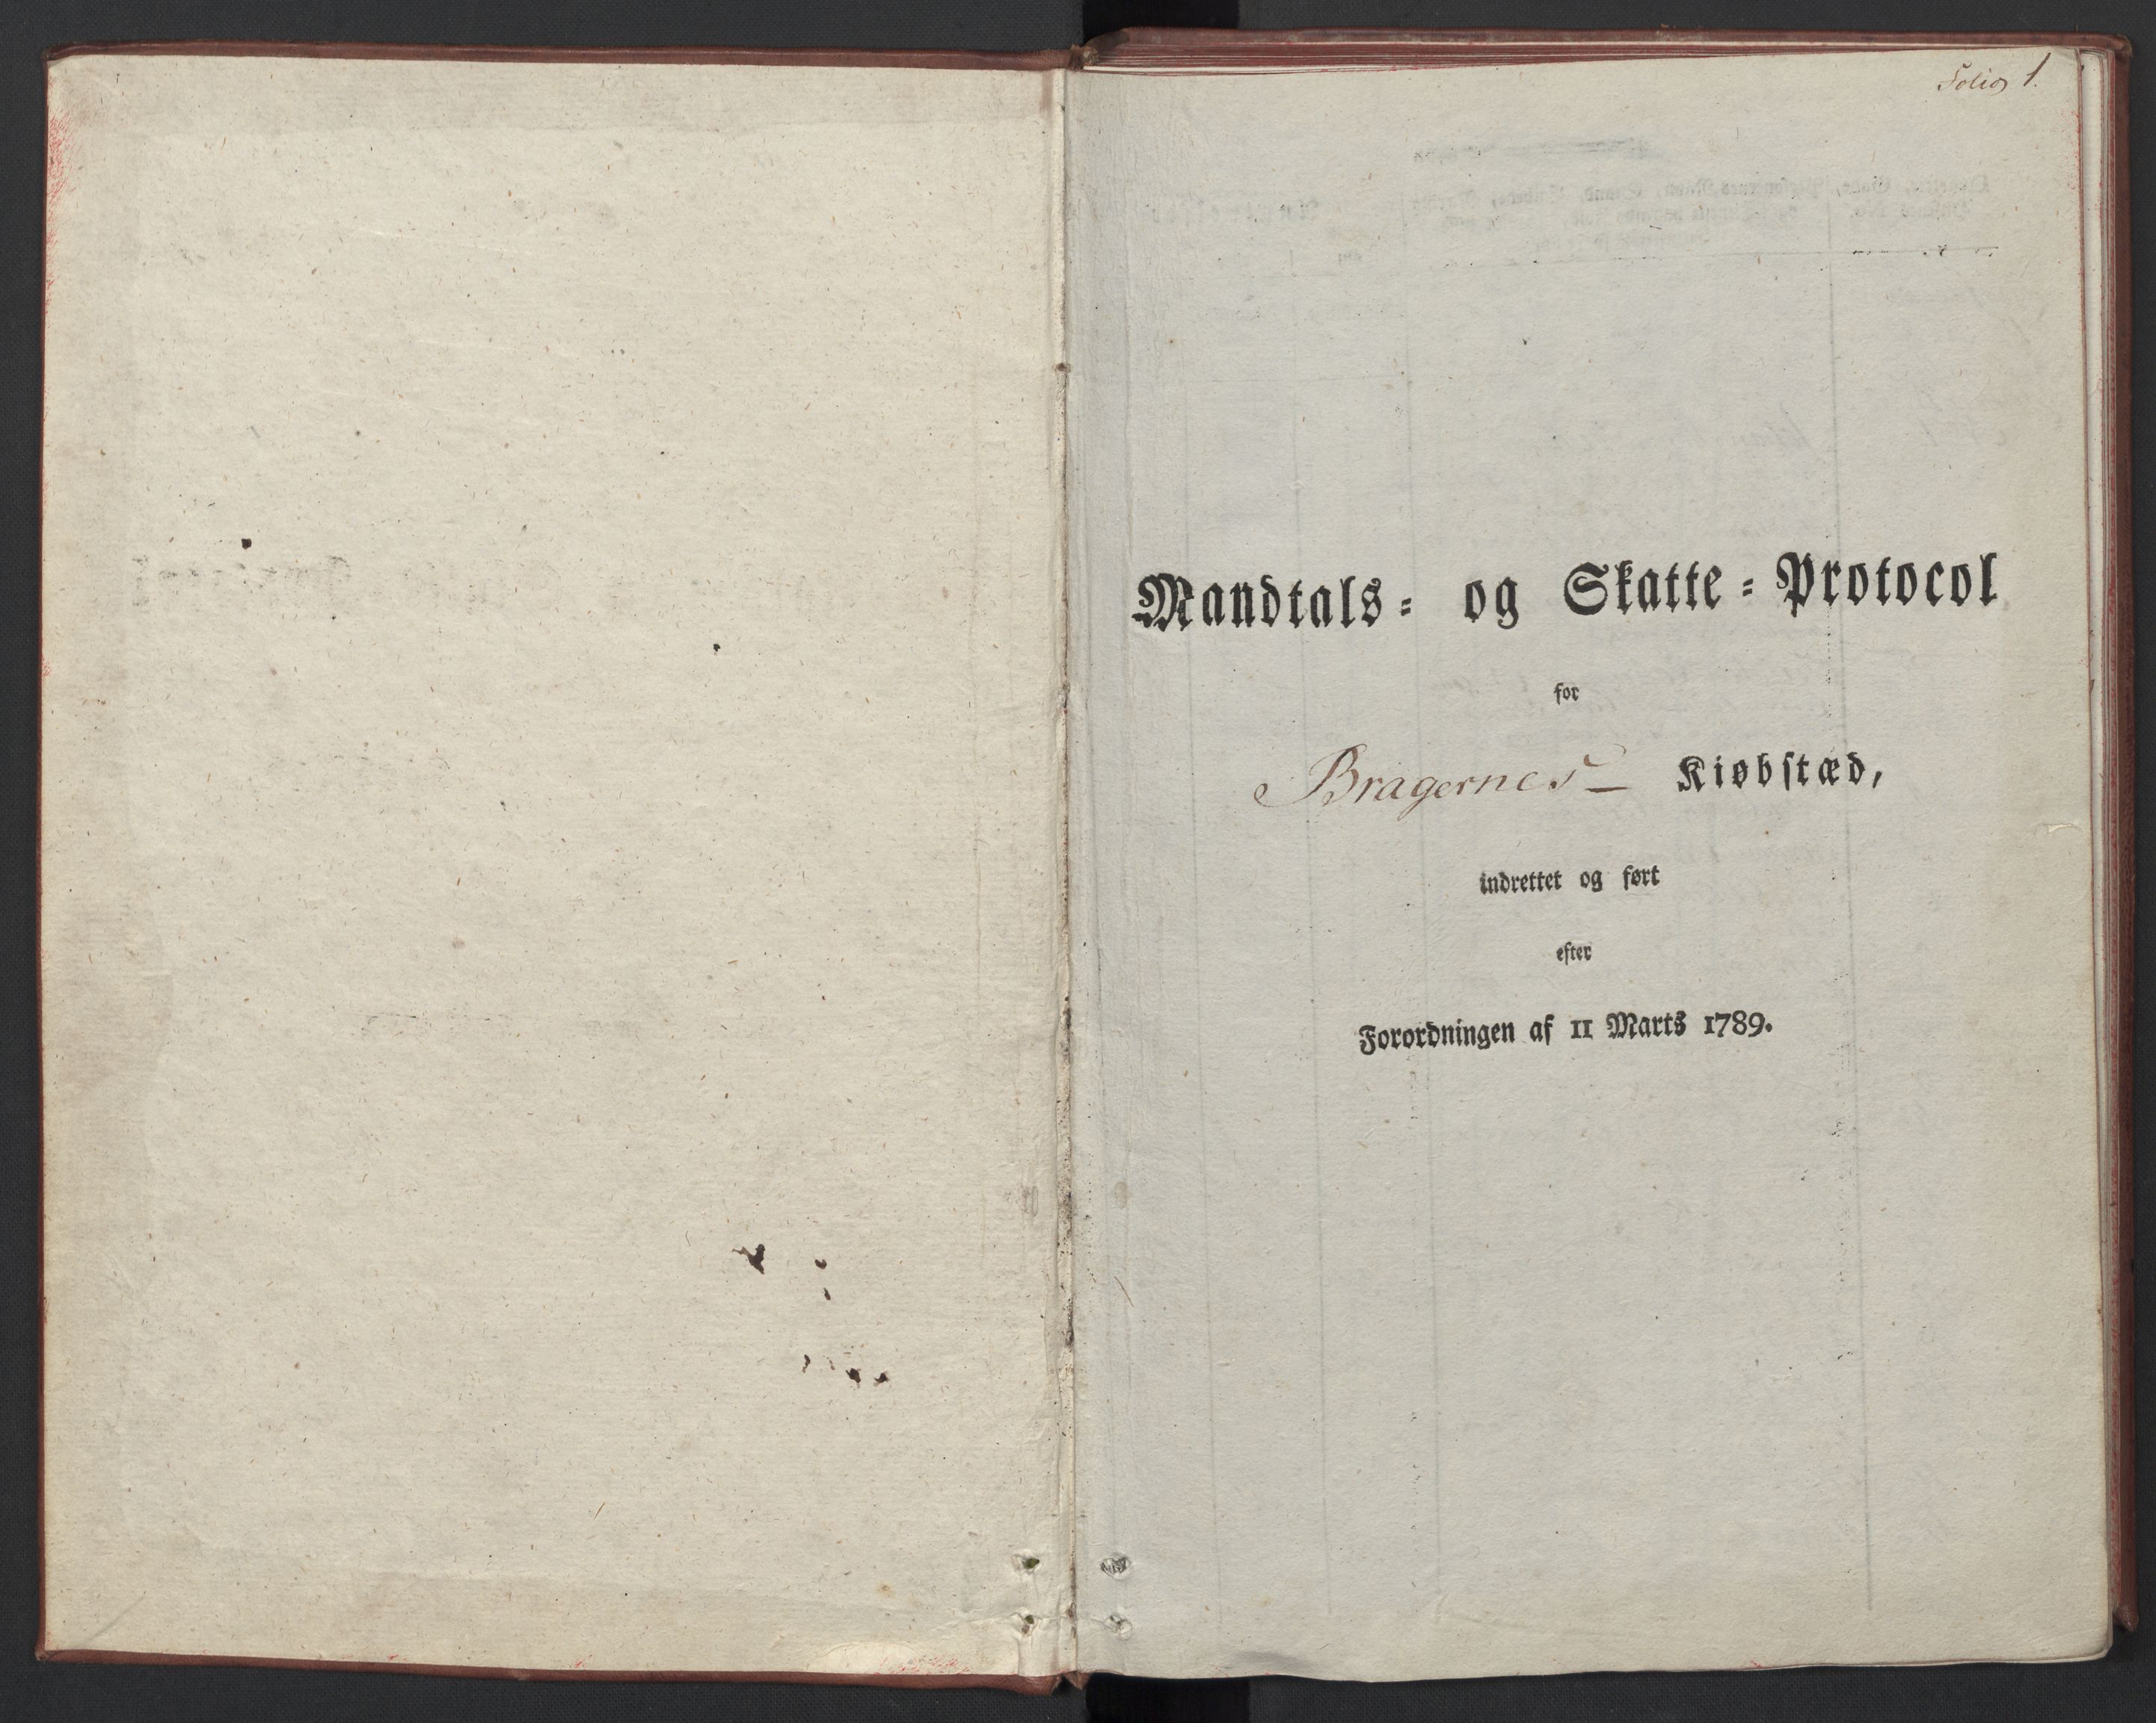 Folio 1.
Mandtals- og Skatte-Protocol
for
Bragernes Kiøbstæd,
indrettet og ført
efter
Forordningen af 11 Marts 1789.